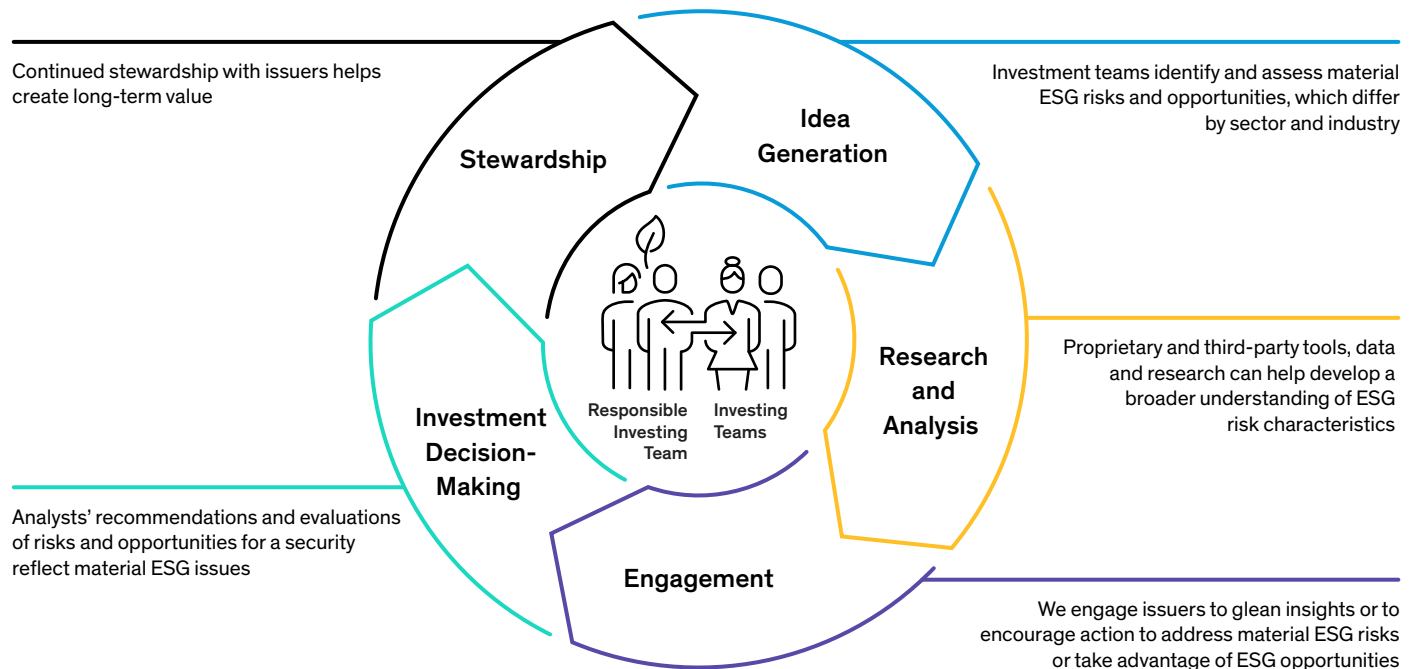 Continued stewardship with issuers helps
create long-term value
Stewardship
Idea
Generation
Investment teams identify and assess material
ESG risks and opportunities, which differ
by sector and industry
Research
and
Analysis
Proprietary and third-party tools, data
and research can help develop a
broader understanding of ESG
risk characteristics
Responsible
Investing
Team
Investing
Teams
Investment
Decision-
Making
Analysts’ recommendations and evaluations
of risks and opportunities for a security
reflect material ESG issues
Engagement
We engage issuers to glean insights or to
encourage action to address material ESG risks
or take advantage of ESG opportunities